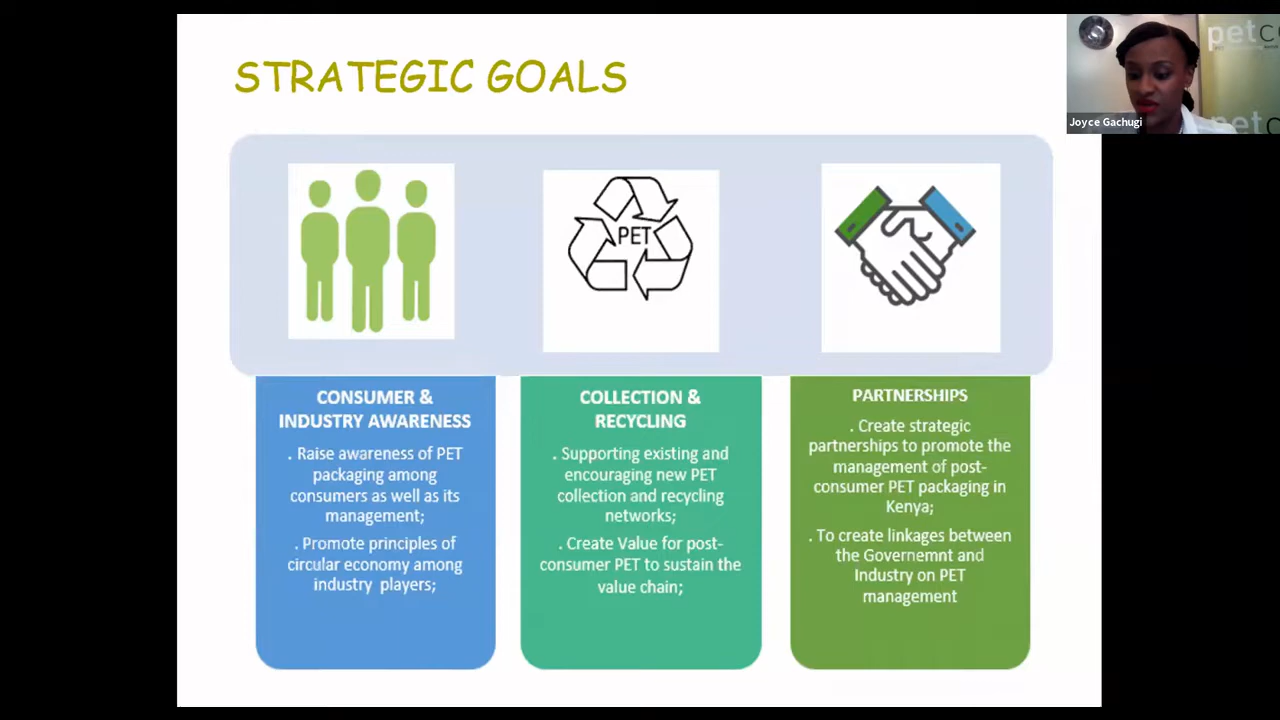 STRATEGIC GOALS
petc
Joyce Gachugi
etc
PET
CONSUMER &
INDUSTRY AWARENESS
. Raise awareness of PET
packaging among
consumers as well as its
management;
. Promote principles of
circular economy among
industry players;
COLLECTION &
RECYCLING
. Supporting existing and
encouraging new PET
collection and recycling
networks;
. Create Value for post-
consumer PET to sustain the
value chain;
PARTNERSHIPS
. Create strategic
partnerships to promote the
management of post-
consumer PET packaging in
Kenya;
. To create linkages between
the Governemnt and
Industry on PET
management